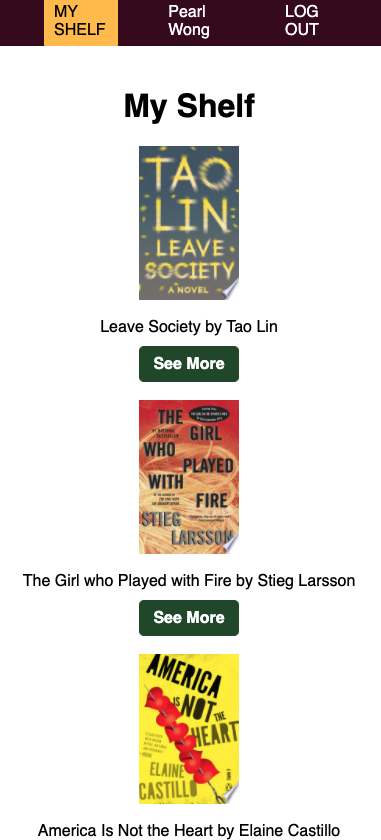 MY
SHELF
Pearl
Wong
LOG
OUT
My Shelf
TAO
LIN
LEAVE
SOCIETY
A NOVEL
Leave Society by Tao Lin
See More
THE
GIRL
WHO
PLAYED
WITH
FIRE
STIEG
LARSSON
The Girl who Played with Fire by Stieg Larsson
See More
AMERICA
IS NOT
THE
HEART
ELAINE
CASTILLO
America Is Not the Heart by Elaine Castillo